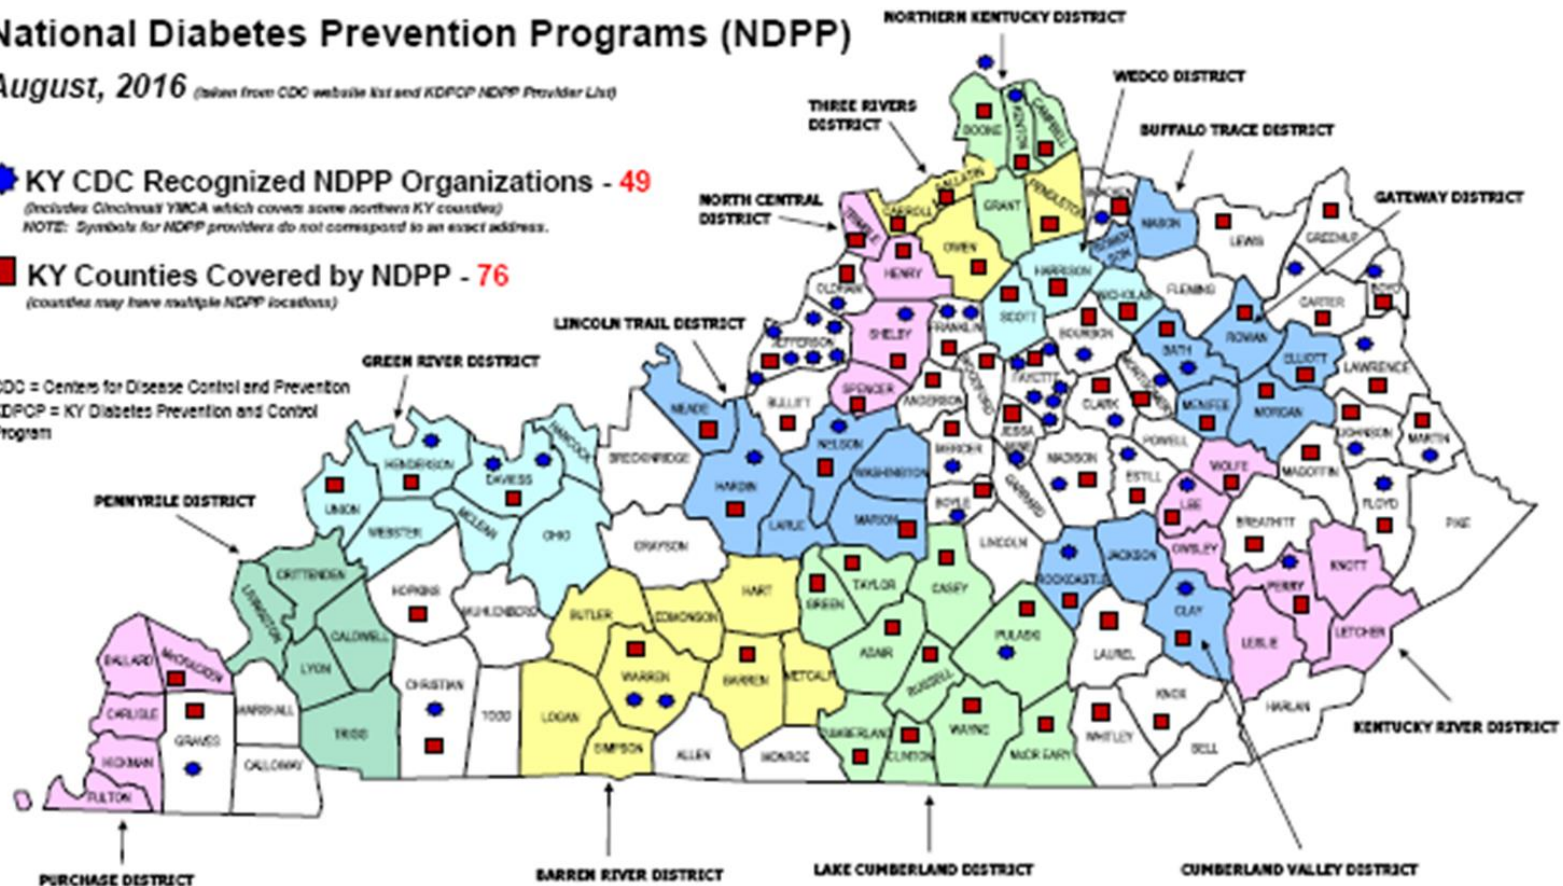 National Diabetes Prevention Programs (NDPP)
August, 2016 (taken from CDC website list and KDPCP NDPP Provider List)
KY CDC Recognized NDPP Organizations - 49
(includes Cincinnati YMCA which covers some northern KY counties)
NOTE: Symbols for NDPP providers do not correspond to an exact address.
KY Counties Covered by NDPP - 76
(counties may have multiple NDPP locations)
CDC = Centers for Disease Control and Prevention
KDPCP = KY Diabetes Prevention and Control
Program
NORTHERN KENTUCKY DISTRICT
WEDCO DISTRICT
THREE RIVERS
DISTRICT
BUFFALO TRACE DISTRICT
NORTH CENTRAL
DISTRICT
GATEWAY DISTRICT
LINCOLN TRAIL DISTRICT
GREEN RIVER DISTRICT
PENNYRILE DISTRICT
KENTUCKY RIVER DISTRICT
PURCHASE DISTRICT
BARREN RIVER DISTRICT
LAKE CUMBERLAND DISTRICT
CUMBERLAND VALLEY DISTRICT
BOONE
KENTON
CAMPBELL
GALLATIN
CARROLL
GRANT
PENDLETON
BRACKEN
MASON
LEWIS
GREENUP
TRIMBLE
OWEN
HENRY
HARRISON
NICHOLAS
FLEMING
CARTER
BOYD
OLDHAM
SHELBY
FRANKLIN
SCOTT
BOURBON
BATH
ROWAN
ELLIOTT
LAWRENCE
JEFFERSON
SPENCER
ANDERSON
WOODFORD
FAYETTE
CLARK
MONTGOMERY
MENIFEE
MORGAN
JOHNSON
MARTIN
MEADE
BULLITT
NELSON
WASHINGTON
MERCER
JESSA
MINE
MADISON
ESTILL
POWELL
WOLFE
MAGOFFIN
FLOYD
PIKE
HENDERSON
DAVIESS
HANCOCK
BRECKINRIDGE
HARDIN
LARUE
MARION
BOYLE
GARRARD
LEE
BREATHITT
KNOTT
UNION
WEBSTER
MCLEAN
OHIO
GRAYSON
LINCOLN
ROCKCASTLE
JACKSON
OWSLEY
PERRY
LETCHER
CRITTENDEN
LIVINGSTON
HOPKINS
MUHLENBERG
BUTLER
EDMONSON
HART
GREEN
TAYLOR
CASEY
PULASKI
LAUREL
CLAY
LESLIE
CALDWELL
LYON
BALLARD
McCRACKEN
CARLISLE
GRAVES
MARSHALL
TRIGG
CHRISTIAN
TODD
LOGAN
WARREN
BARREN
METCALF
ADAIR
RUSSELL
WAYNE
McCREARY
WHITLEY
KNOX
HARLAN
BELL
HICKMAN
FULTON
CALLOWAY
SIMPSON
ALLEN
MONROE
CUMBERLAND
CLINTON